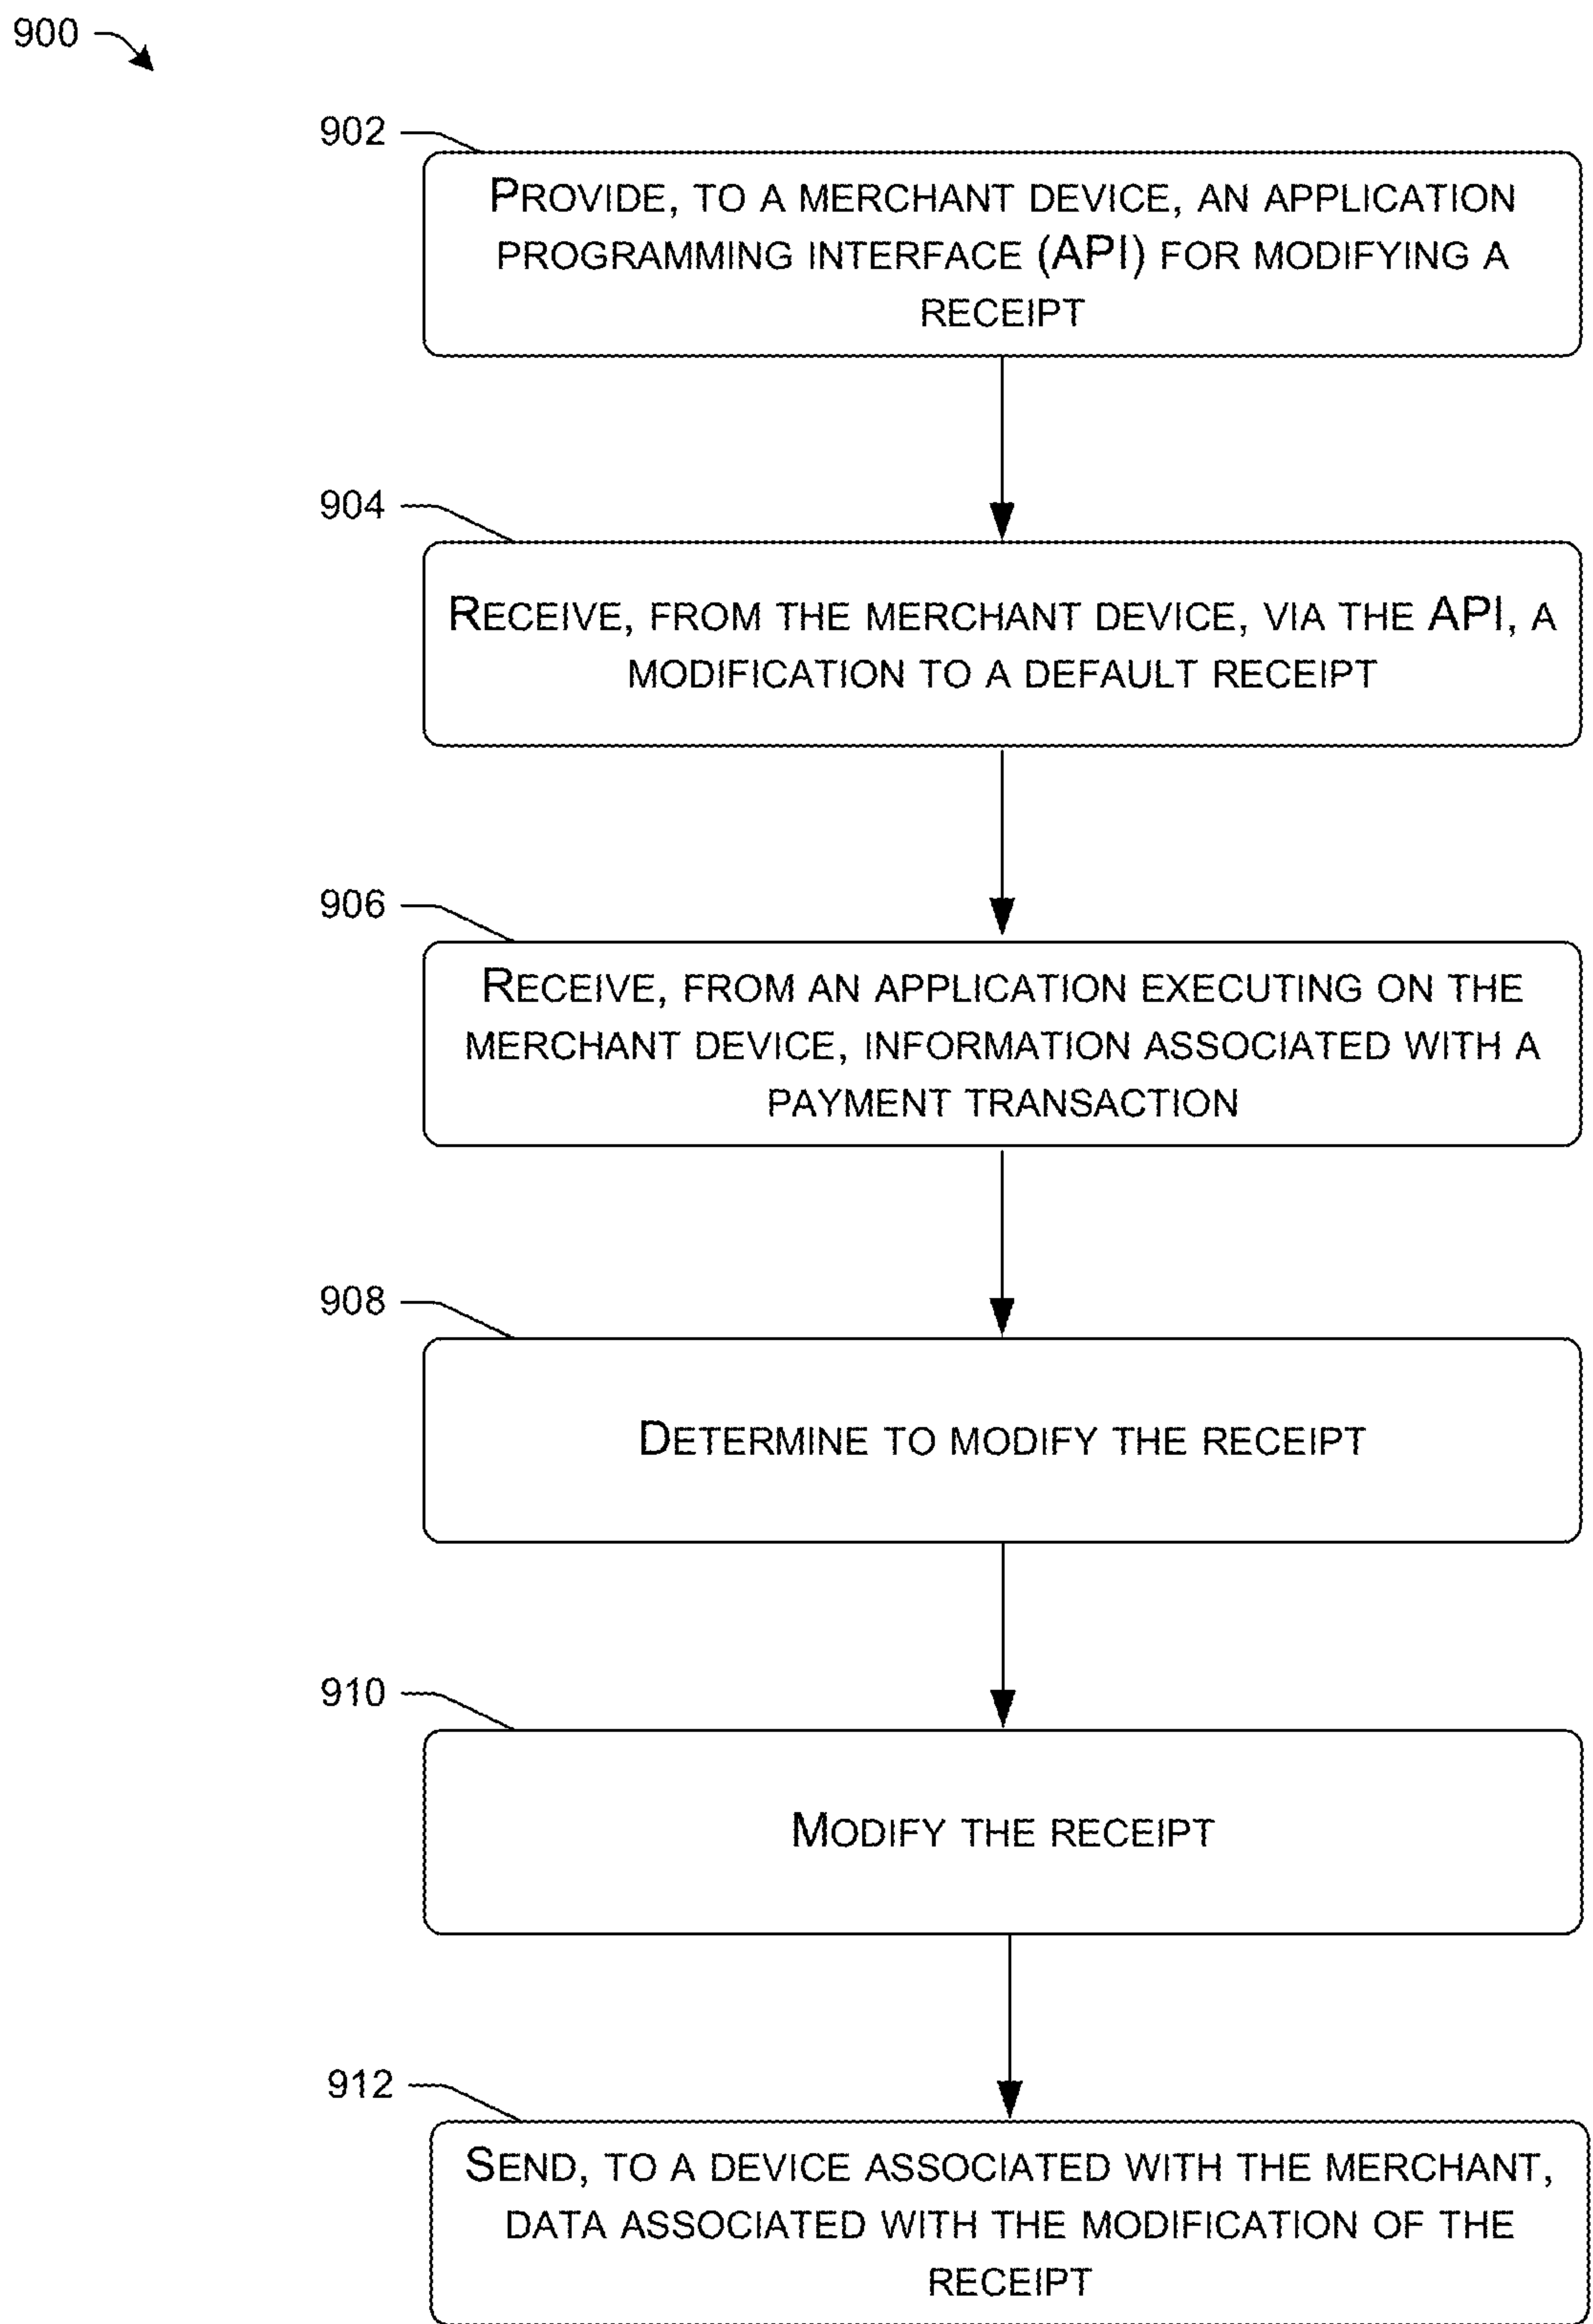 900
902
PROVIDE, TO A MERCHANT DEVICE, AN APPLICATION
PROGRAMMING INTERFACE (API) FOR MODIFYING A
RECEIPT
904
RECEIVE, FROM THE MERCHANT DEVICE, VIA THE API, A
MODIFICATION TO A DEFAULT RECEIPT
906
RECEIVE, FROM AN APPLICATION EXECUTING ON THE
MERCHANT DEVICE, INFORMATION ASSOCIATED WITH A
PAYMENT TRANSACTION
908
DETERMINE TO MODIFY THE RECEIPT
910
MODIFY THE RECEIPT
912
SEND, TO A DEVICE ASSOCIATED WITH THE MERCHANT,
DATA ASSOCIATED WITH THE MODIFICATION OF THE
RECEIPT